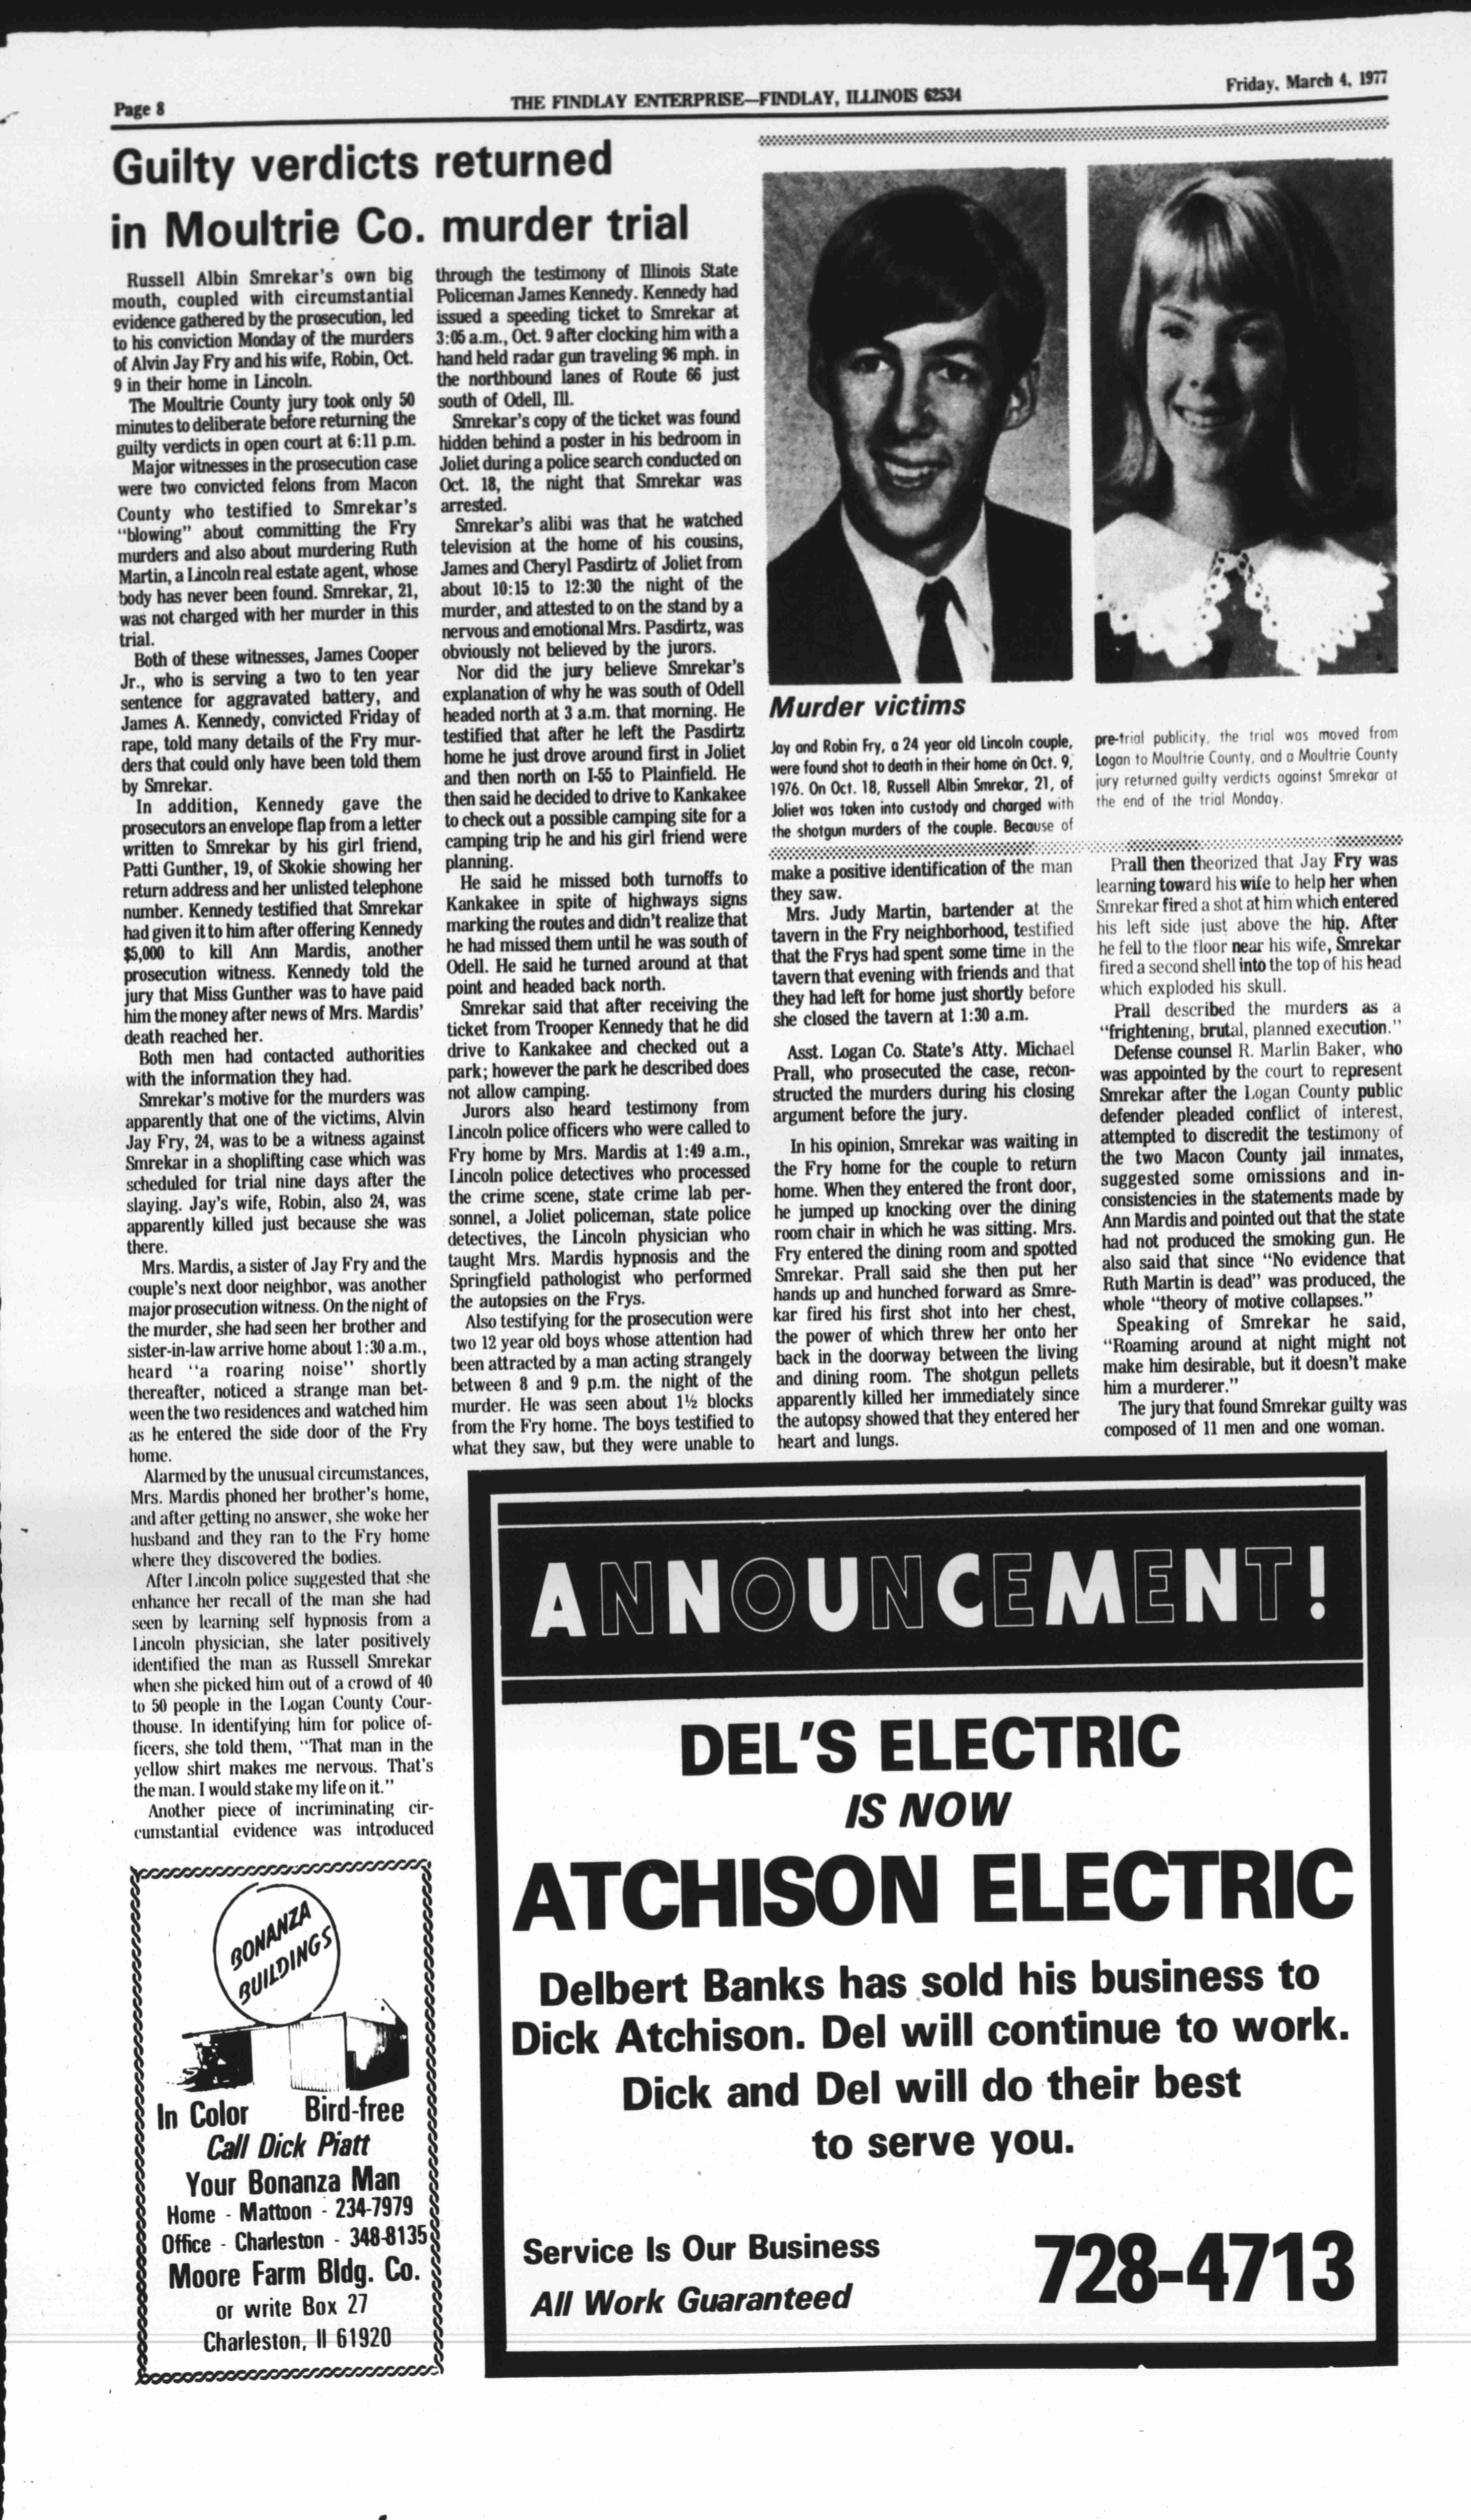 Page 8
THE FINDLAY ENTERPRISE—FINDLAY, ILLINOIS 62534
Friday, March 4, 1977
Guilty verdicts returned
in Moultrie Co. murder trial
Russell Albin Smrekar's own big
mouth, coupled with circumstantial
evidence gathered by the prosecution, led
to his conviction Monday of the murders
of Alvin Jay Fry and his wife, Robin, Oct.
9 in their home in Lincoln.
The Moultrie County jury took only 50
minutes to deliberate before returning the
guilty verdicts in open court at 6:11 p.m.
Major witnesses in the prosecution case
were two convicted felons from Macon
County who testified to Smrekar's
"blowing" about committing the Fry
murders and also about murdering Ruth
Martin, a Lincoln real estate agent, whose
body has never been found. Smrekar, 21,
was not charged with her murder in this
trial.
Both of these witnesses, James Cooper
Jr., who is serving a two to ten year
sentence for aggravated battery, and
James A. Kennedy, convicted Friday of
rape, told many details of the Fry mur-
ders that could only have been told them
by Smrekar.
In addition, Kennedy gave the
prosecutors an envelope flap from a letter
written to Smrekar by his girl friend,
Patti Gunther, 19, of Skokie showing her
return address and her unlisted telephone
number. Kennedy testified that Smrekar
had given it to him after offering Kennedy
$5,000 to kill Ann Mardis, another
prosecution witness. Kennedy told the
jury that Miss Gunther was to have paid
him the money after news of Mrs. Mardis'
death reached her.
Both men had contacted authorities
with the information they had.
Smrekar's motive for the murders was
apparently that one of the victims, Alvin
Jay Fry, 24, was to be a witness against
Smrekar in a shoplifting case which was
scheduled for trial nine days after the
slaying. Jay's wife, Robin, also 24, was
apparently killed just because she was
there.
Mrs. Mardis, a sister of Jay Fry and the
couple's next door neighbor, was another
major prosecution witness. On the night of
the murder, she had seen her brother and
sister-in-law arrive home about 1:30 a.m.,
heard "a roaring noise" shortly
thereafter, noticed a strange man bet-
ween the two residences and watched him
as he entered the side door of the Fry
home.
Alarmed by the unusual circumstances,
Mrs. Mardis phoned her brother's home,
and after getting no answer, she woke her
husband and they ran to the Fry home
where they discovered the bodies.
After Lincoln police suggested that she
enhance her recall of the man she had
seen by learning self hypnosis from a
Lincoln physician, she later positively
identified the man as Russell Smrekar
when she picked him out of a crowd of 40
to 50 people in the Logan County Cour-
thouse. In identifying him for police of-
ficers, she told them, "That man in the
yellow shirt makes me nervous. That's
the man. I would stake my life on it."
Another piece of incriminating cir-
cumstantial evidence was introduced
through the testimony of Illinois State
Policeman James Kennedy. Kennedy had
issued a speeding ticket to Smrekar at
3:05 a.m., Oct. 9 after clocking him with a
hand held radar gun traveling 96 mph. in
the northbound lanes of Route 66 just
south of Odell, Ill.
Smrekar's copy of the ticket was found
hidden behind a poster in his bedroom in
Joliet during a police search conducted on
Oct. 18, the night that Smrekar was
arrested.
Smrekar's alibi was that he watched
television at the home of his cousins,
James and Cheryl Pasdirtz of Joliet from
about 10:15 to 12:30 the night of the
murder, and attested to on the stand by a
nervous and emotional Mrs. Pasdirtz, was
obviously not believed by the jurors.
Nor did the jury believe Smrekar's
explanation of why he was south of Odell
headed north at 3 a.m. that morning. He
testified that after he left the Pasdirtz
home he just drove around first in Joliet
and then north on I-55 to Plainfield. He
then said he decided to drive to Kankakee
to check out a possible camping site for a
camping trip he and his girl friend were
planning.
He said he missed both turnoffs to
Kankakee in spite of highways signs
marking the routes and didn't realize that
he had missed them until he was south of
Odell. He said he turned around at that
point and headed back north.
Smrekar said that after receiving the
ticket from Trooper Kennedy that he did
drive to Kankakee and checked out a
park; however the park he described does
not allow camping.
Jurors also heard testimony from
Lincoln police officers who were called to
Fry home by Mrs. Mardis at 1:49 a.m.,
Lincoln police detectives who processed
the crime scene, state crime lab per-
sonnel, a Joliet policeman, state police
detectives, the Lincoln physician who
taught Mrs. Mardis hypnosis and the
Springfield pathologist who performed
the autopsies on the Frys.
Also testifying for the prosecution were
two 12 year old boys whose attention had
been attracted by a man acting strangely
between 8 and 9 p.m. the night of the
murder. He was seen about 1½ blocks
from the Fry home. The boys testified to
what they saw, but they were unable to
Murder victims
Jay and Robin Fry, a 24 year old Lincoln couple,
were found shot to death in their home on Oct. 9,
1976. On Oct. 18, Russell Albin Smrekar, 21, of
Joliet was taken into custody and charged with
the shotgun murders of the couple. Because of
pre-trial publicity, the trial was moved from
Logan to Moultrie County, and a Moultrie County
jury returned guilty verdicts against Smrekar at
the end of the trial Monday.
make a positive identification of the man
they saw.
Mrs. Judy Martin, bartender at the
tavern in the Fry neighborhood, testified
that the Frys had spent some time in the
tavern that evening with friends and that
they had left for home just shortly before
she closed the tavern at 1:30 a.m.
Asst. Logan Co. State's Atty. Michael
Prall, who prosecuted the case, recon-
structed the murders during his closing
argument before the jury.
In his opinion, Smrekar was waiting in
the Fry home for the couple to return
home. When they entered the front door,
he jumped up knocking over the dining
room chair in which he was sitting. Mrs.
Fry entered the dining room and spotted
Smrekar. Prall said she then put her
hands up and hunched forward as Smre-
kar fired his first shot into her chest,
the power of which threw her onto her
back in the doorway between the living
and dining room. The shotgun pellets
apparently killed her immediately since
the autopsy showed that they entered her
heart and lungs.
Prall then theorized that Jay Fry was
learning toward his wife to help her when
Smrekar fired a shot at him which entered
his left side just above the hip. After
he fell to the floor near his wife, Smrekar
fired a second shell into the top of his head
which exploded his skull.
Prall described the murders as a
"frightening, brutal, planned execution."
Defense counsel R. Marlin Baker, who
was appointed by the court to represent
Smrekar after the Logan County public
defender pleaded conflict of interest,
attempted to discredit the testimony of
the two Macon County jail inmates,
suggested some omissions and in-
consistencies in the statements made by
Ann Mardis and pointed out that the state
had not produced the smoking gun. He
also said that since "No evidence that
Ruth Martin is dead" was produced, the
whole "theory of motive collapses."
Speaking of Smrekar he said,
"Roaming around at night might not
make him desirable, but it doesn't make
him a murderer."
The jury that found Smrekar guilty was
composed of 11 men and one woman.
BONANZA
BUILDINGS
In Color Bird-free
Call Dick Piatt
Your Bonanza Man
Home - Mattoon - 234-7979
Office - Charleston - 348-8135
Moore Farm Bldg. Co.
or write Box 27
Charleston, Il 61920
ANNOUNCEMENT!
DEL'S ELECTRIC
IS NOW
ATCHISON ELECTRIC
Delbert Banks has sold his business to
Dick Atchison. Del will continue to work.
Dick and Del will do their best
to serve you.
Service Is Our Business
All Work Guaranteed
728-4713